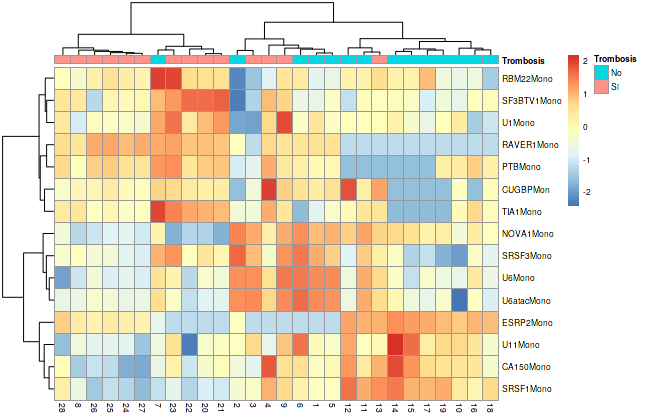 Trombosis
RBM22Mono
SF3BTV1Mono
U1Mono
RAVER1Mono
PTBMono
CUGBPMon
TIA1Mono
NOVA1Mono
SRSF3Mono
U6Mono
U6atacMono
ESRP2Mono
U11Mono
CA150Mono
SRSF1Mono
28 8 26 25 24 27 7 23 22 20 21 2 3 4 9 6 1 5 12 11 13 14 15 17 19 10 16 18
2
1
0
-1
-2
Trombosis
No
SI